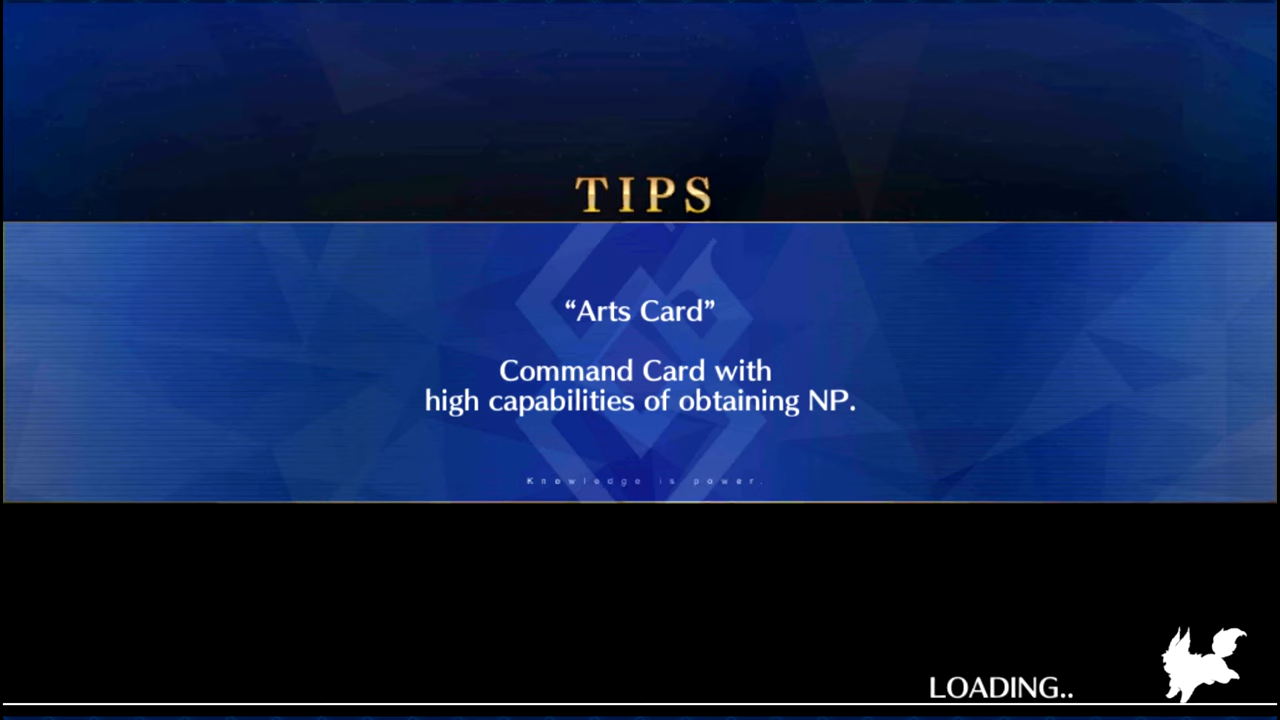 TIPS
“Arts Card”
Command Card with
high capabilities of obtaining NP.
Knowledge is power.
LOADING..